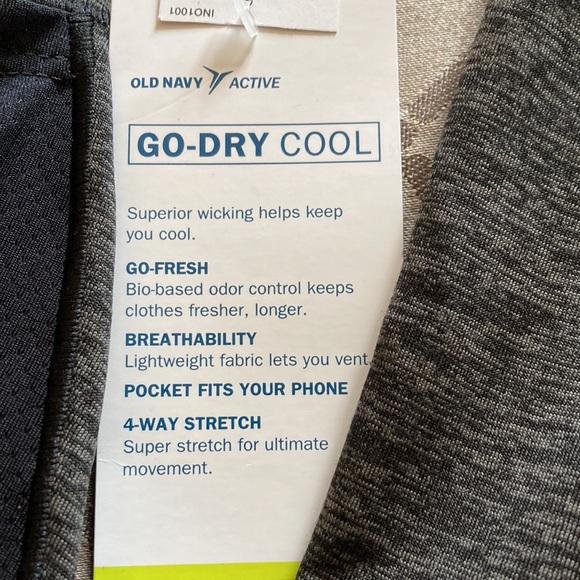 INO1001
OLD NAVY ACTIVE
GO-DRY COOL
Superior wicking helps keep
you cool.
GO-FRESH
Bio-based odor control keeps
clothes fresher, longer.
BREATHABILITY
Lightweight fabric lets you vent
POCKET FITS YOUR PHONE
4-WAY STRETCH
Super stretch for ultimate
movement.